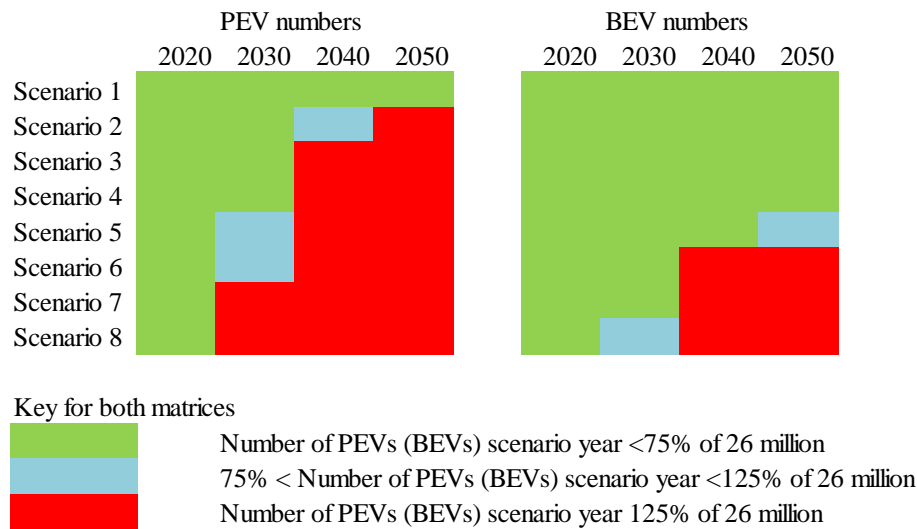 PEV numbers BEV numbers
2020 2030 2040 2050 2020 2030 2040 2050
Scenario 1
Scenario 2
Scenario 3
Scenario 4
Scenario 5
Scenario 6
Scenario 7
Scenario 8
Key for both matrices
Number of PEVs (BEVs) scenario year <75% of 26 million
75% < Number of PEVs (BEVs) scenario year <125% of 26 million
Number of PEVs (BEVs) scenario year 125% of 26 million